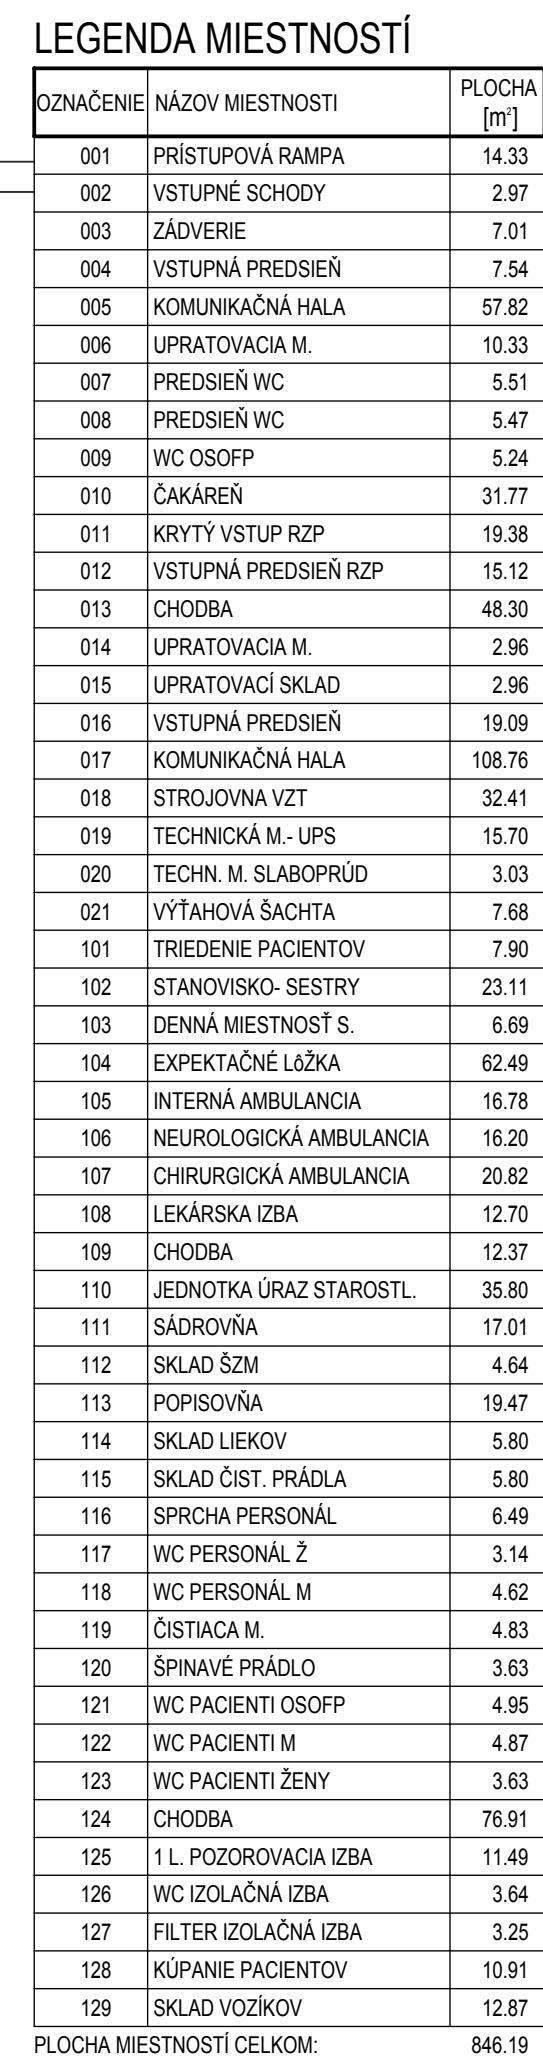 LEGENDA MIESTNOSTÍ
OZNAČENIE NÁZOV MIESTNOSTI PLOCHA [m²]
001 PRÍSTUPOVÁ RAMPA 14.33
002 VSTUPNÉ SCHODY 2.97
003 ZÁDVERIE 7.01
004 VSTUPNÁ PREDSIEŇ 7.54
005 KOMUNIKAČNÁ HALA 57.82
006 UPRATOVACIA M. 10.33
007 PREDSIEŇ WC 5.51
008 PREDSIEŇ WC 5.47
009 WC OSOFP 5.24
010 ČAKÁREŇ 31.77
011 KRYTÝ VSTUP RZP 19.38
012 VSTUPNÁ PREDSIEŇ RZP 15.12
013 CHODBA 48.30
014 UPRATOVACIA M. 2.96
015 UPRATOVACÍ SKLAD 2.96
016 VSTUPNÁ PREDSIEŇ 19.09
017 KOMUNIKAČNÁ HALA 108.76
018 STROJOVNA VZT 32.41
019 TECHNICKÁ M.- UPS 15.70
020 TECHN. M. SLABOPRÚD 3.03
021 VÝŤAHOVÁ ŠACHTA 7.68
101 TRIEDENIE PACIENTOV 7.90
102 STANOVISKO- SESTRY 23.11
103 DENNÁ MIESTNOSŤ S. 6.69
104 EXPEKTAČNÉ LôŽKA 62.49
105 INTERNÁ AMBULANCIA 16.78
106 NEUROLOGICKÁ AMBULANCIA 16.20
107 CHIRURGICKÁ AMBULANCIA 20.82
108 LEKÁRSKA IZBA 12.70
109 CHODBA 12.37
110 JEDNOTKA ÚRAZ STAROSTL. 35.80
111 SÁDROVŇA 17.01
112 SKLAD ŠZM 4.64
113 POPISOVŇA 19.47
114 SKLAD LIEKOV 5.80
115 SKLAD ČIST. PRÁDLA 5.80
116 SPRCHA PERSONÁL 6.49
117 WC PERSONÁL Ž 3.14
118 WC PERSONÁL M 4.62
119 ČISTIACA M. 4.83
120 ŠPINAVÉ PRÁDLO 3.63
121 WC PACIENTI OSOFP 4.95
122 WC PACIENTI M 4.87
123 WC PACIENTI ŽENY 3.63
124 CHODBA 76.91
125 1 L. POZOROVACIA IZBA 11.49
126 WC IZOLAČNÁ IZBA 3.64
127 FILTER IZOLAČNÁ IZBA 3.25
128 KÚPANIE PACIENTOV 10.91
129 SKLAD VOZÍKOV 12.87
PLOCHA MIESTNOSTÍ CELKOM: 846.19